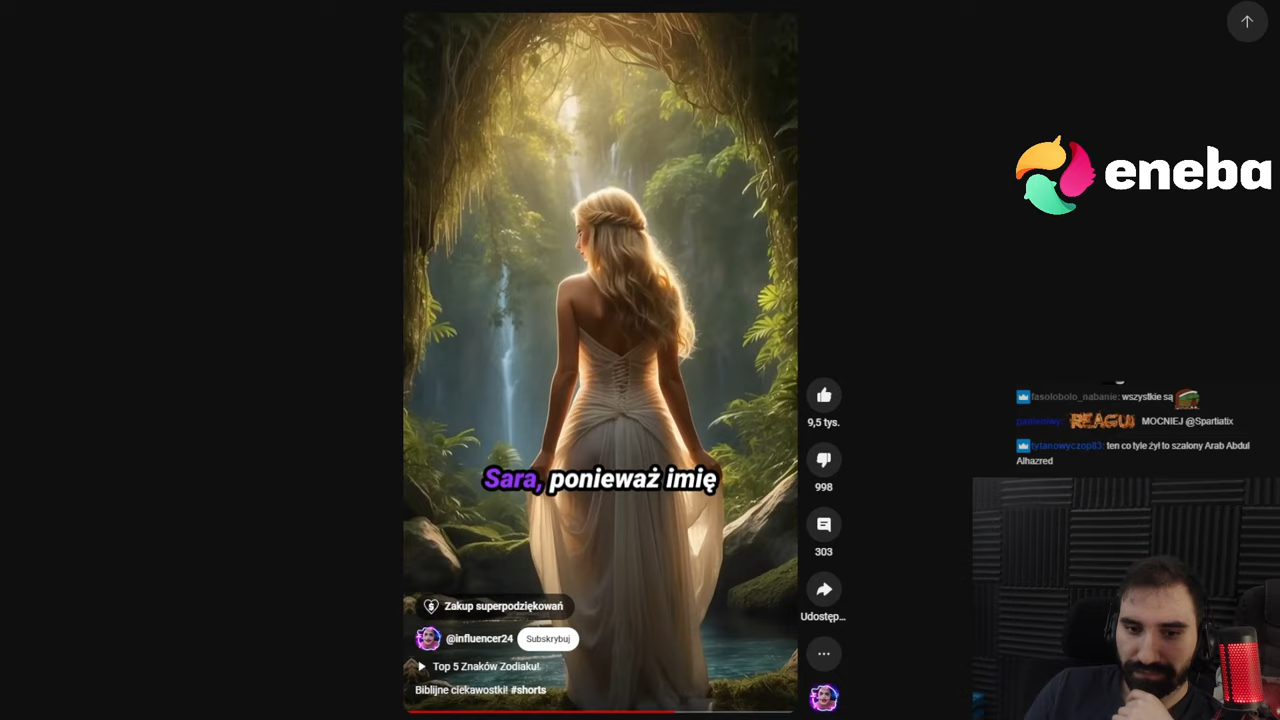 eneba
fasolobolo_nabanie: wszystkie są
REAGUJ MOCNIEJ @Spartiatix
tytanowyczop83: ten co tyle żył to szalony Arab Abdul
Alhazred
Sara, ponieważ imię
9,5 tys.
998
303
Udostęp...
Zakup superpodziękowań
@influencer24 Subskrybuj
Top 5 Znaków Zodiaku!
Biblijne ciekawostki! #shorts